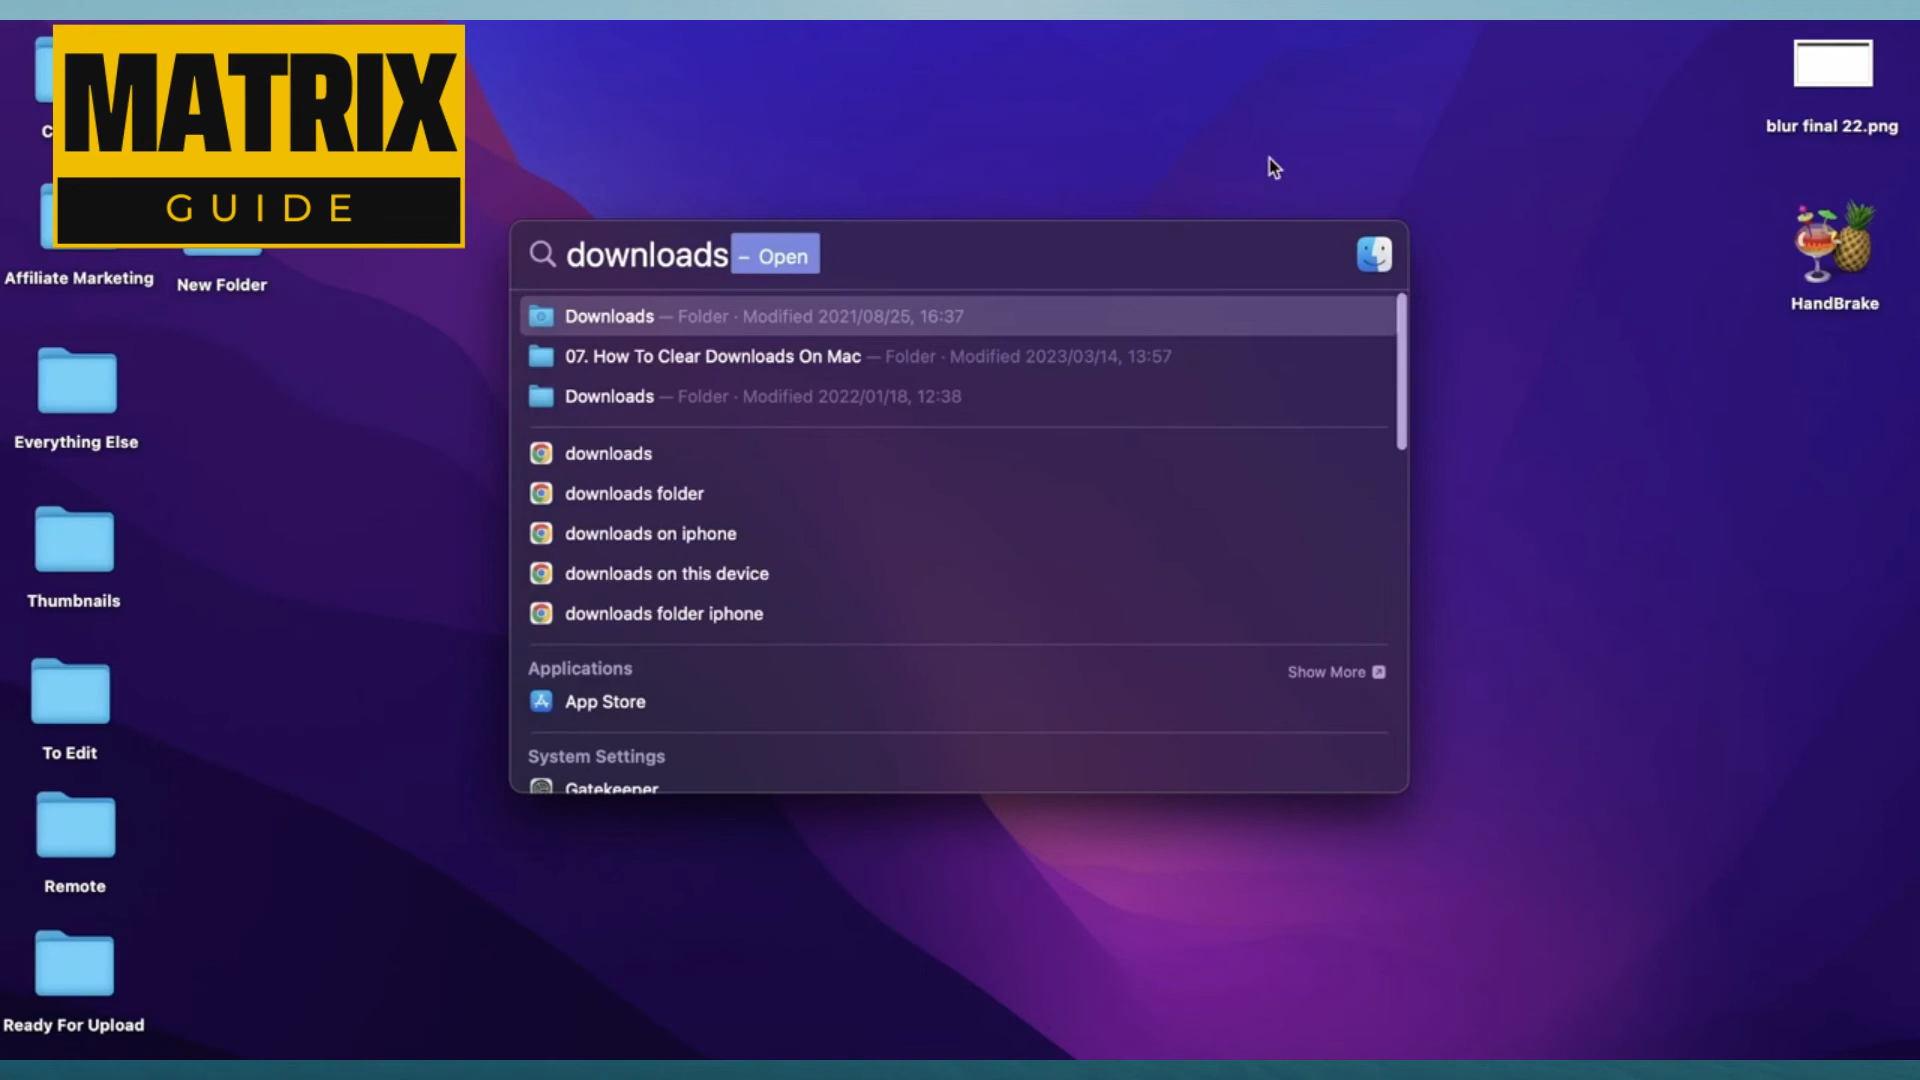 MATRIX
GUIDE
Affiliate Marketing
New Folder
Everything Else
Thumbnails
To Edit
Remote
Ready For Upload
downloads – Open
Downloads — Folder · Modified 2021/08/25, 16:37
07. How To Clear Downloads On Mac — Folder · Modified 2023/03/14, 13:57
Downloads — Folder · Modified 2022/01/18, 12:38
downloads
downloads folder
downloads on iphone
downloads on this device
downloads folder iphone
Applications
Show More
App Store
System Settings
Gatekeeper
blur final 22.png
HandBrake